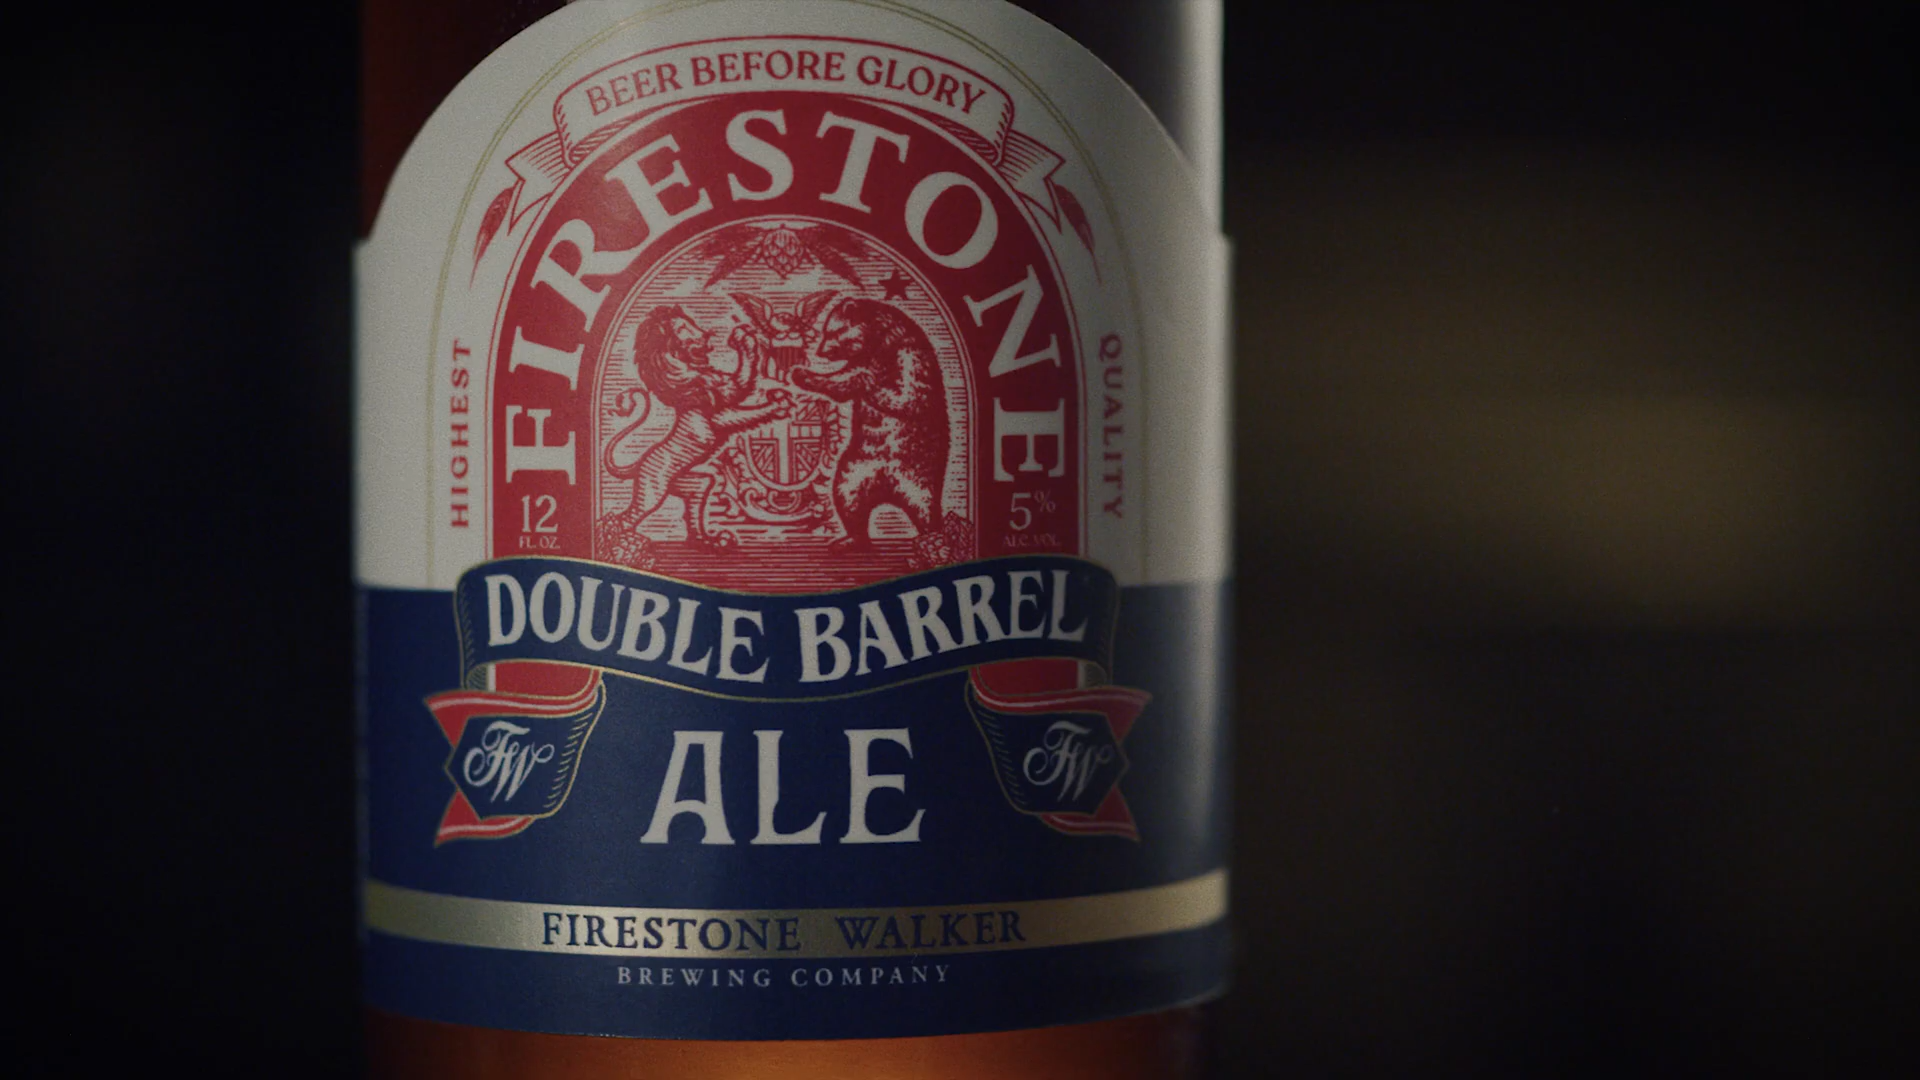 BEER BEFORE GLORY
FIRESTONE
HIGHEST
QUALITY
12
FL. OZ.
5%
ALC. VOL.
DOUBLE BARREL
FW
ALE
FW
FIRESTONE WALKER
BREWING COMPANY